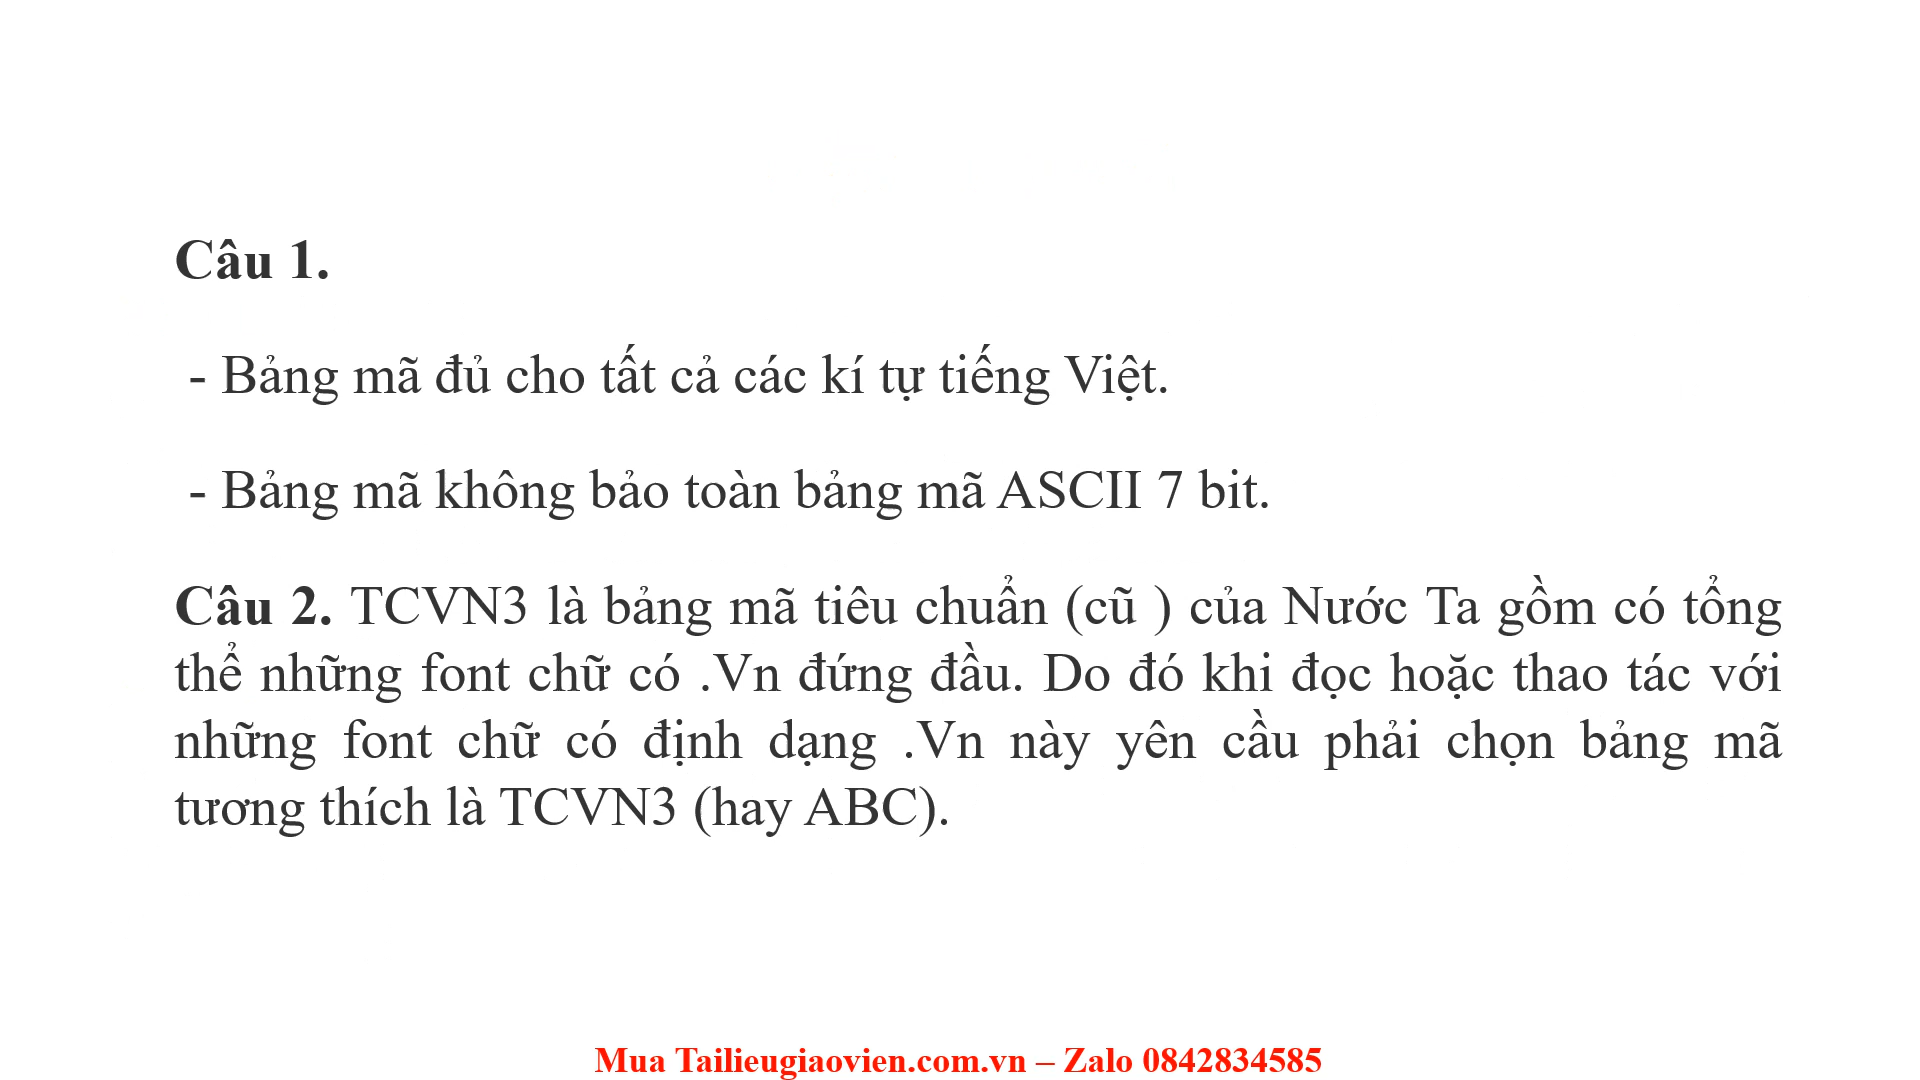 Câu 1.
- Bảng mã đủ cho tất cả các kí tự tiếng Việt.
- Bảng mã không bảo toàn bảng mã ASCII 7 bit.
Câu 2. TCVN3 là bảng mã tiêu chuẩn (cũ ) của Nước Ta gồm có tổng
thể những font chữ có .Vn đứng đầu. Do đó khi đọc hoặc thao tác với
những font chữ có định dạng .Vn này yên cầu phải chọn bảng mã
tương thích là TCVN3 (hay ABC).
Mua Tailieugiaovien.com.vn – Zalo 0842834585